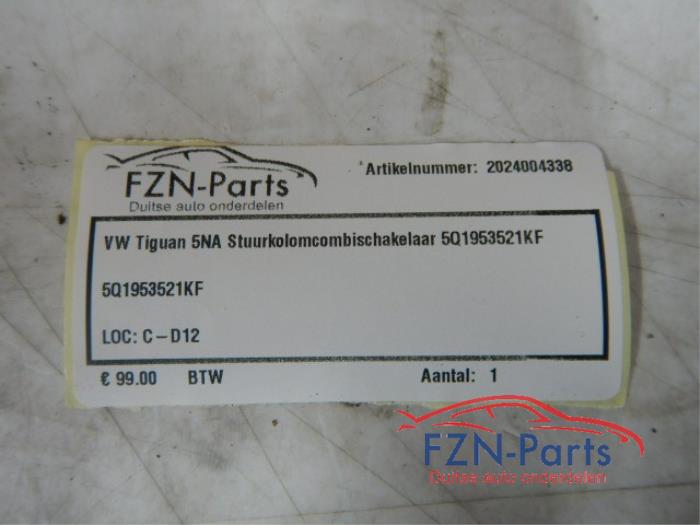 FZN-Parts
Duitse auto onderdelen
Artikelnummer: 2024004338
VW Tiguan 5NA Stuurkolomcombischakelaar 5Q1953521KF
5Q1953521KF
LOC: C-D12
€ 99.00 BTW Aantal: 1
FZN-Parts
Duitse auto onderdelen